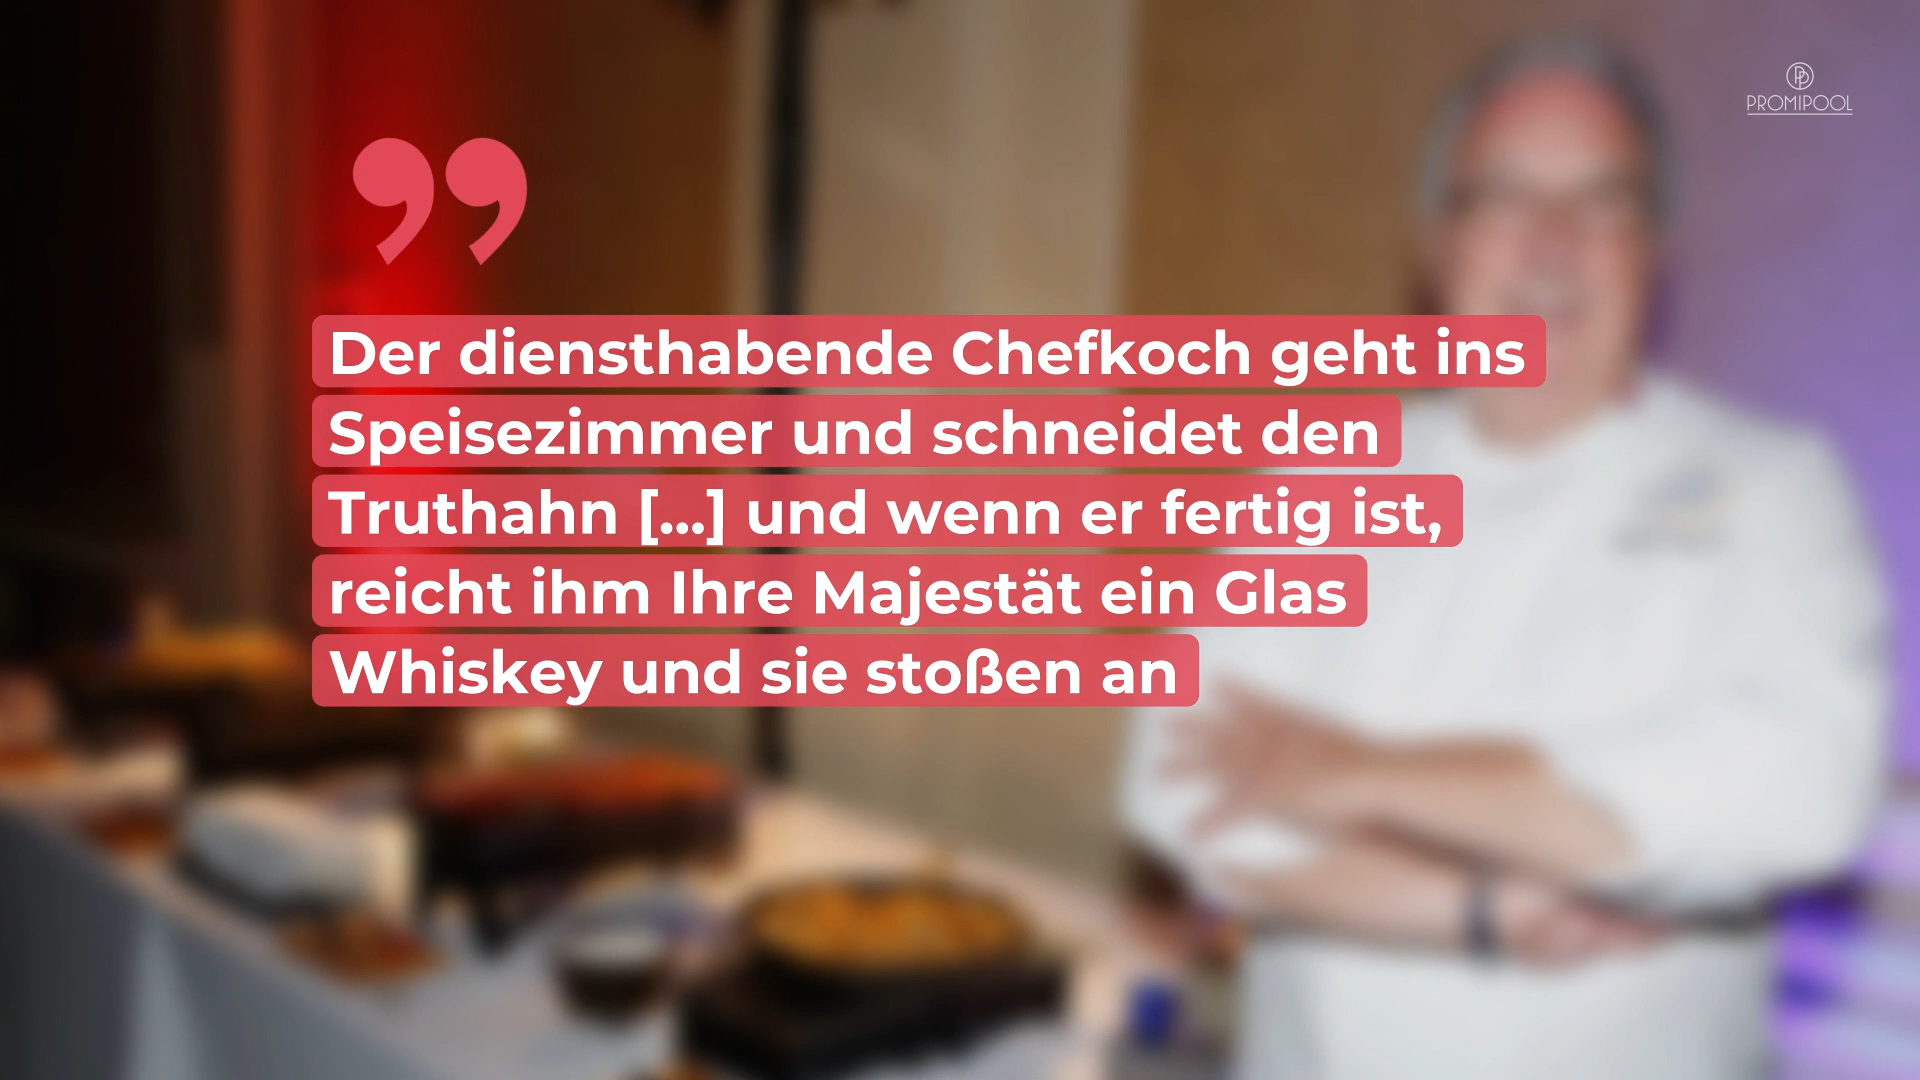 PROMIPOOL
”
Der diensthabende Chefkoch geht ins
Speisezimmer und schneidet den
Truthahn [...] und wenn er fertig ist,
reicht ihm Ihre Majestät ein Glas
Whiskey und sie stoßen an